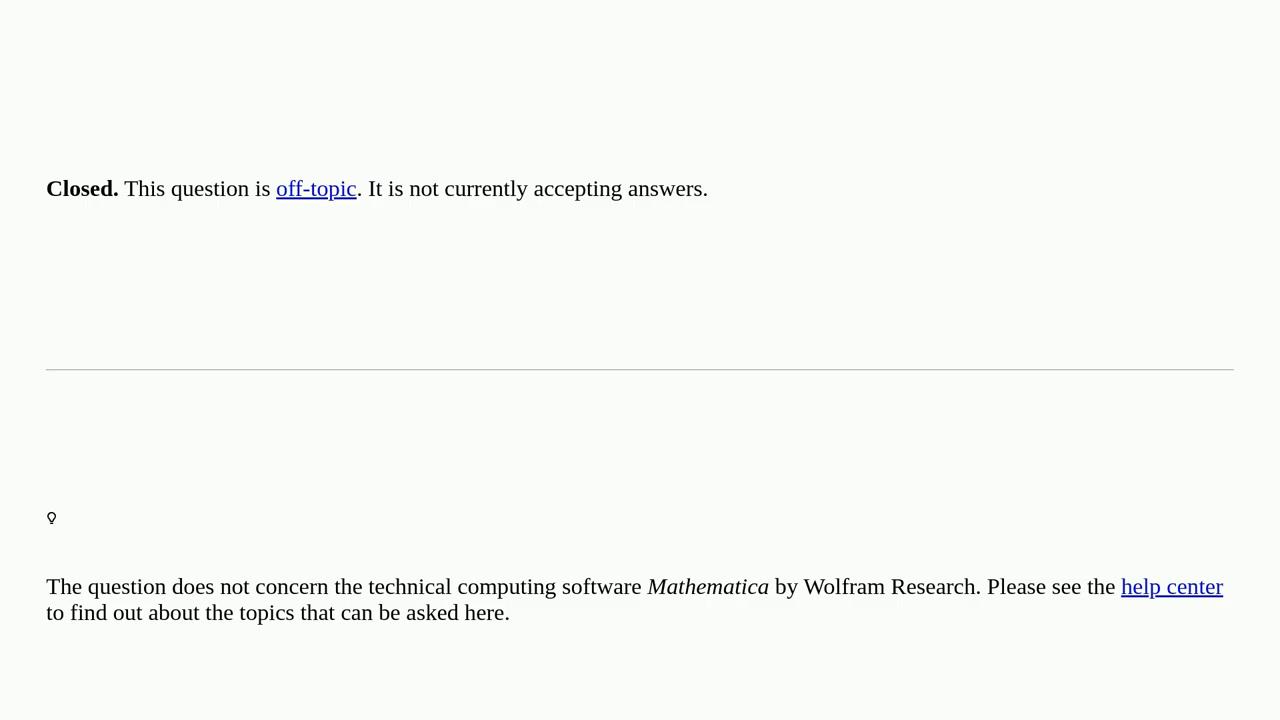 Closed. This question is off-topic. It is not currently accepting answers.
The question does not concern the technical computing software Mathematica by Wolfram Research. Please see the help center
to find out about the topics that can be asked here.